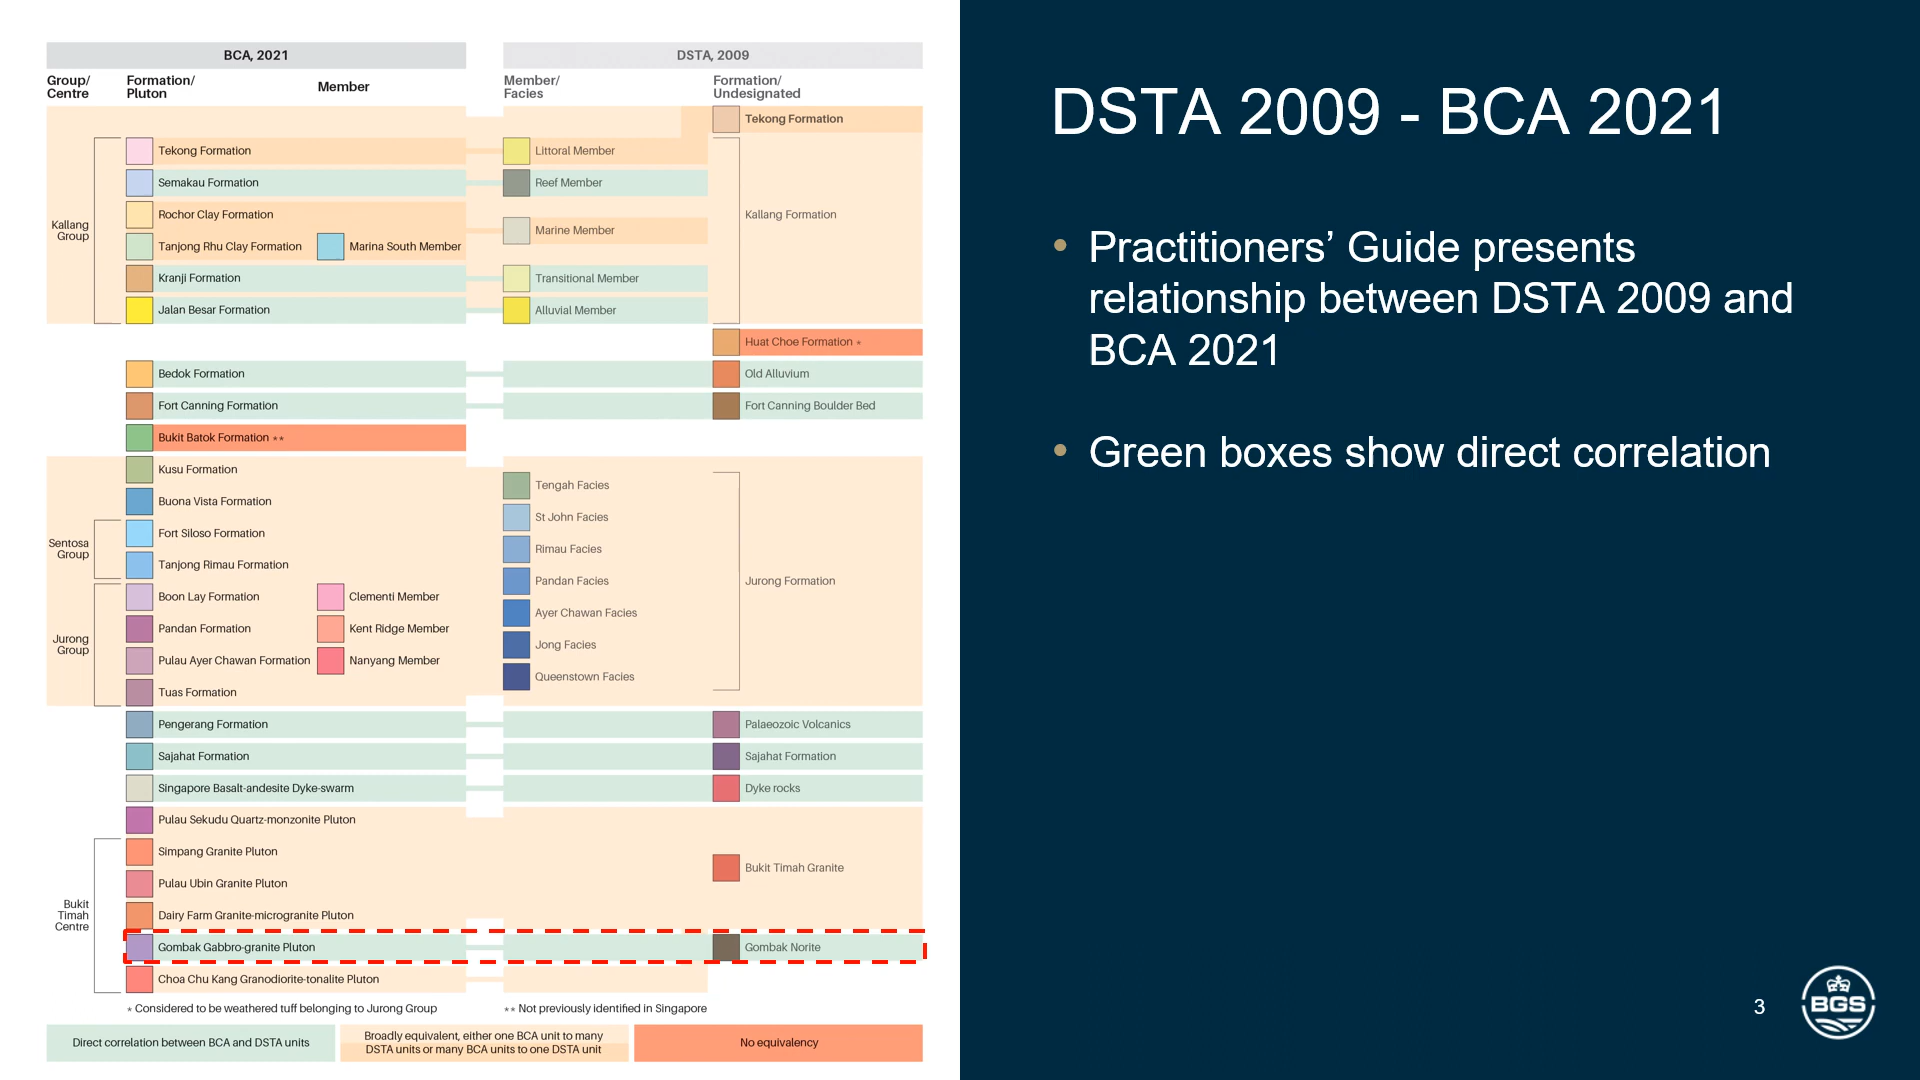 BCA, 2021
DSTA, 2009
Group/
Centre
Formation/
Pluton
Member
Member/
Facies
Formation/
Undesignated
Tekong Formation
Tekong Formation
Littoral Member
Semakau Formation
Reef Member
Kallang
Group
Rochor Clay Formation
Marine Member
Kallang Formation
Tanjong Rhu Clay Formation
Marina South Member
Kranji Formation
Transitional Member
Jalan Besar Formation
Alluvial Member
Huat Choe Formation *
Bedok Formation
Old Alluvium
Fort Canning Formation
Fort Canning Boulder Bed
Bukit Batok Formation **
Kusu Formation
Tengah Facies
Buona Vista Formation
St John Facies
Sentosa
Group
Fort Siloso Formation
Rimau Facies
Tanjong Rimau Formation
Pandan Facies
Jurong Formation
Jurong
Group
Boon Lay Formation
Clementi Member
Ayer Chawan Facies
Pandan Formation
Kent Ridge Member
Jong Facies
Pulau Ayer Chawan Formation
Nanyang Member
Queenstown Facies
Tuas Formation
Pengerang Formation
Palaeozoic Volcanics
Sajahat Formation
Sajahat Formation
Singapore Basalt-andesite Dyke-swarm
Dyke rocks
Pulau Sekudu Quartz-monzonite Pluton
Bukit
Timah
Centre
Simpang Granite Pluton
Bukit Timah Granite
Pulau Ubin Granite Pluton
Dairy Farm Granite-microgranite Pluton
Gombak Gabbro-granite Pluton
Gombak Norite
Choa Chu Kang Granodiorite-tonalite Pluton
* Considered to be weathered tuff belonging to Jurong Group
** Not previously identified in Singapore
Direct correlation between BCA and DSTA units
Broadly equivalent, either one BCA unit to many
DSTA units or many BCA units to one DSTA unit
No equivalency
DSTA 2009 - BCA 2021
• Practitioners’ Guide presents
relationship between DSTA 2009 and
BCA 2021
• Green boxes show direct correlation
3
BGS